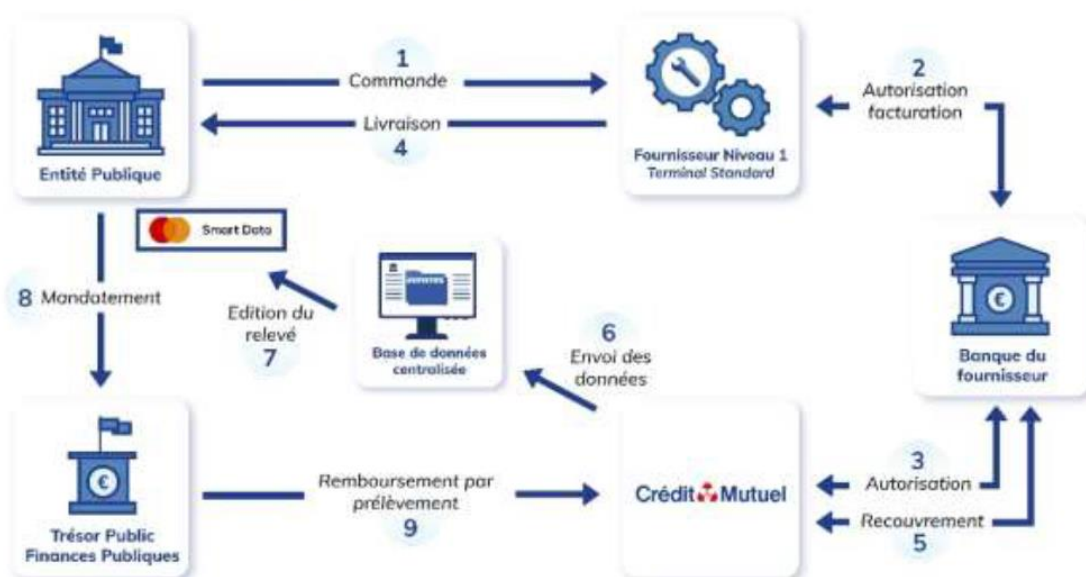 1
Commande
Livraison
4
Entité Publique
Fournisseur Niveau 1
Terminal Standard
2
Autorisation
facturation
Smart Data
8 Mandatement
Edition du
relevé
7
Base de données
centralisée
6
Envoi des
données
Banque du
fournisseur
Trésor Public
Finances Publiques
Remboursement par
prélèvement
9
Crédit Mutuel
3
Autorisation
Recouvrement
5